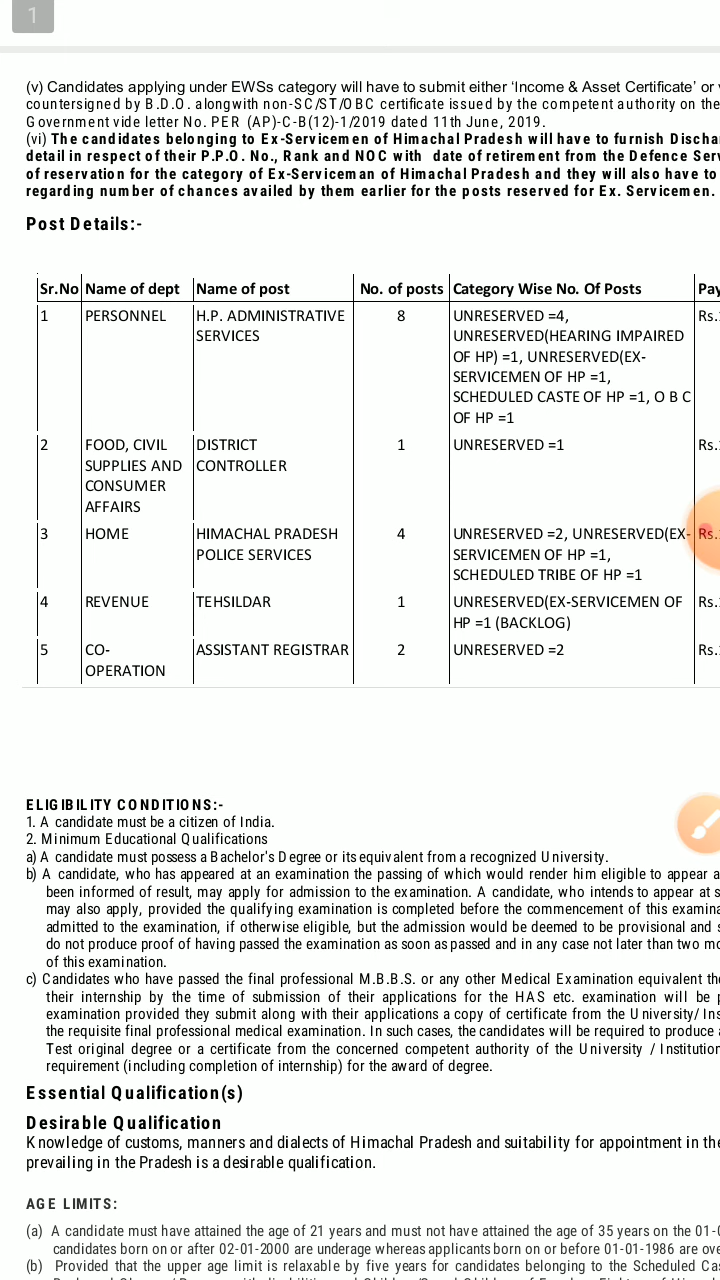 1
(v) Candidates applying under EWSs category will have to submit either 'Income & Asset Certificate' or
countersigned by B.D.O. alongwith non-SC/ST/OBC certificate issued by the competent authority on the
Government vide letter No. PER (AP)-C-B(12)-1/2019 dated 11th June, 2019.
(vi) The candidates belonging to Ex-Servicemen of Himachal Pradesh will have to furnish
detail in respect of their P.P.O. No., Rank and NOC with date of retirement from the Defence
of reservation for the category of Ex-Serviceman of Himachal Pradesh and they will also have to
regarding number of chances availed by them earlier for the posts reserved for Ex. Servicemen.
Post Details:-
Sr.No Name of dept Name of post No. of posts Category Wise No. Of Posts Pay
1 PERSONNEL H.P. ADMINISTRATIVE 8 UNRESERVED =4, Rs.
SERVICES UNRESERVED(HEARING IMPAIRED
OF HP) =1, UNRESERVED(EX-
SERVICEMEN OF HP =1,
SCHEDULED CASTE OF HP =1, O B C
OF HP =1
2 FOOD, CIVIL DISTRICT 1 UNRESERVED =1 Rs.
SUPPLIES AND CONTROLLER
CONSUMER
AFFAIRS
3 HOME HIMACHAL PRADESH 4 UNRESERVED =2, UNRESERVED(EX- Rs.
POLICE SERVICES SERVICEMEN OF HP =1,
SCHEDULED TRIBE OF HP =1
4 REVENUE TEHSILDAR 1 UNRESERVED(EX-SERVICEMEN OF Rs.
HP =1 (BACKLOG)
5 CO- ASSISTANT REGISTRAR 2 UNRESERVED =2 Rs.
OPERATION
ELIGIBILITY CONDITIONS:-
1. A candidate must be a citizen of India.
2. Minimum Educational Qualifications
a) A candidate must possess a Bachelor's Degree or its equivalent from a recognized University.
b) A candidate, who has appeared at an examination the passing of which would render him eligible to appear
been informed of result, may apply for admission to the examination. A candidate, who intends to appear at
may also apply, provided the qualifying examination is completed before the commencement of this
admitted to the examination, if otherwise eligible, but the admission would be deemed to be provisional and
do not produce proof of having passed the examination as soon as passed and in any case not later than two
of this examination.
c) Candidates who have passed the final professional M.B.B.S. or any other Medical Examination equivalent
their internship by the time of submission of their applications for the HAS etc. examination will be
examination provided they submit along with their applications a copy of certificate from the University/
the requisite final professional medical examination. In such cases, the candidates will be required to produce
Test original degree or a certificate from the concerned competent authority of the University / Institution
requirement (including completion of internship) for the award of degree.
Essential Qualification(s)
Desirable Qualification
Knowledge of customs, manners and dialects of Himachal Pradesh and suitability for appointment in the
prevailing in the Pradesh is a desirable qualification.
AGE LIMITS:
(a) A candidate must have attained the age of 21 years and must not have attained the age of 35 years on the
candidates born on or after 02-01-2000 are underage whereas applicants born on or before 01-01-1986 are
(b) Provided that the upper age limit is relaxable by five years for candidates belonging to the Scheduled